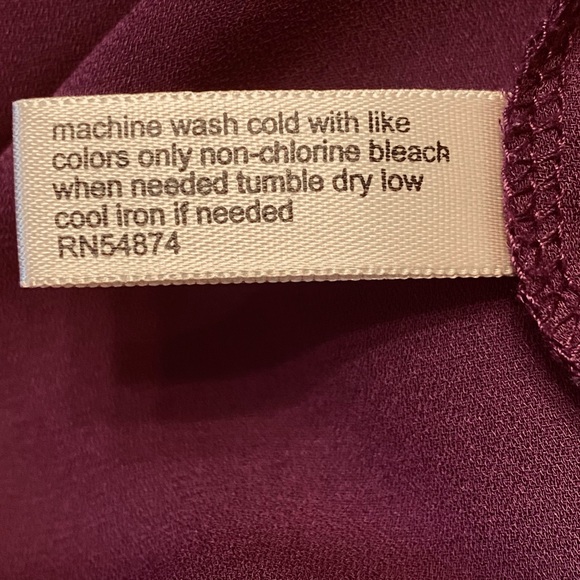 machine wash cold with like
colors only non-chlorine bleach
when needed tumble dry low
cool iron if needed
RN54874